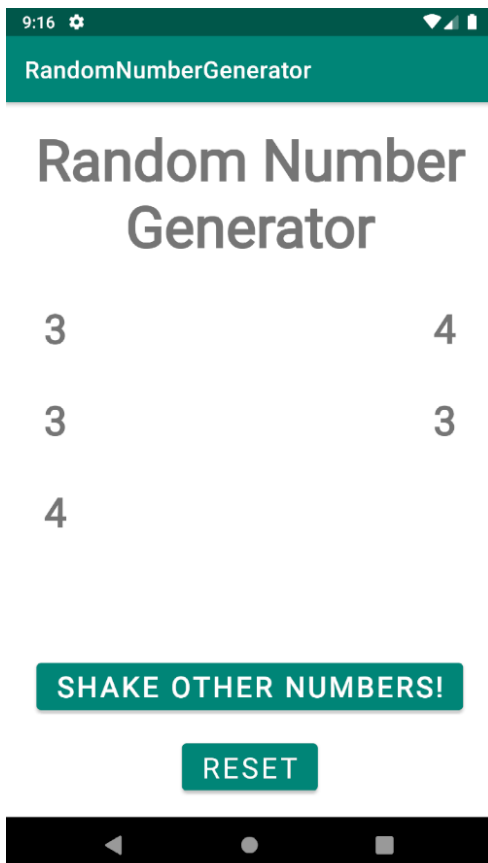 9:16
RandomNumberGenerator
Random Number
Generator
3 4
3 3
4
SHAKE OTHER NUMBERS!
RESET